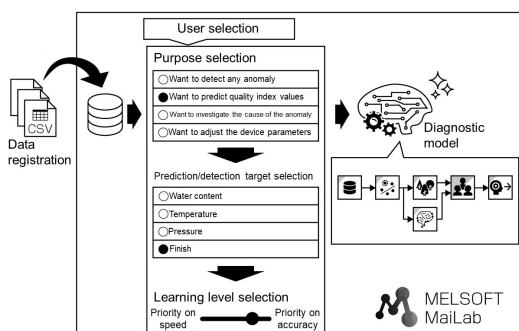 User selection
Purpose selection
Want to detect any anomaly
Want to predict quality index values
Want to investigate the cause of the anomaly
Want to adjust the device parameters
CSV
Data
registration
Diagnostic
model
Prediction/detection target selection
Water content
Temperature
Pressure
Finish
Learning level selection
Priority on
speed
Priority on
accuracy
MELSOFT
MaiLab